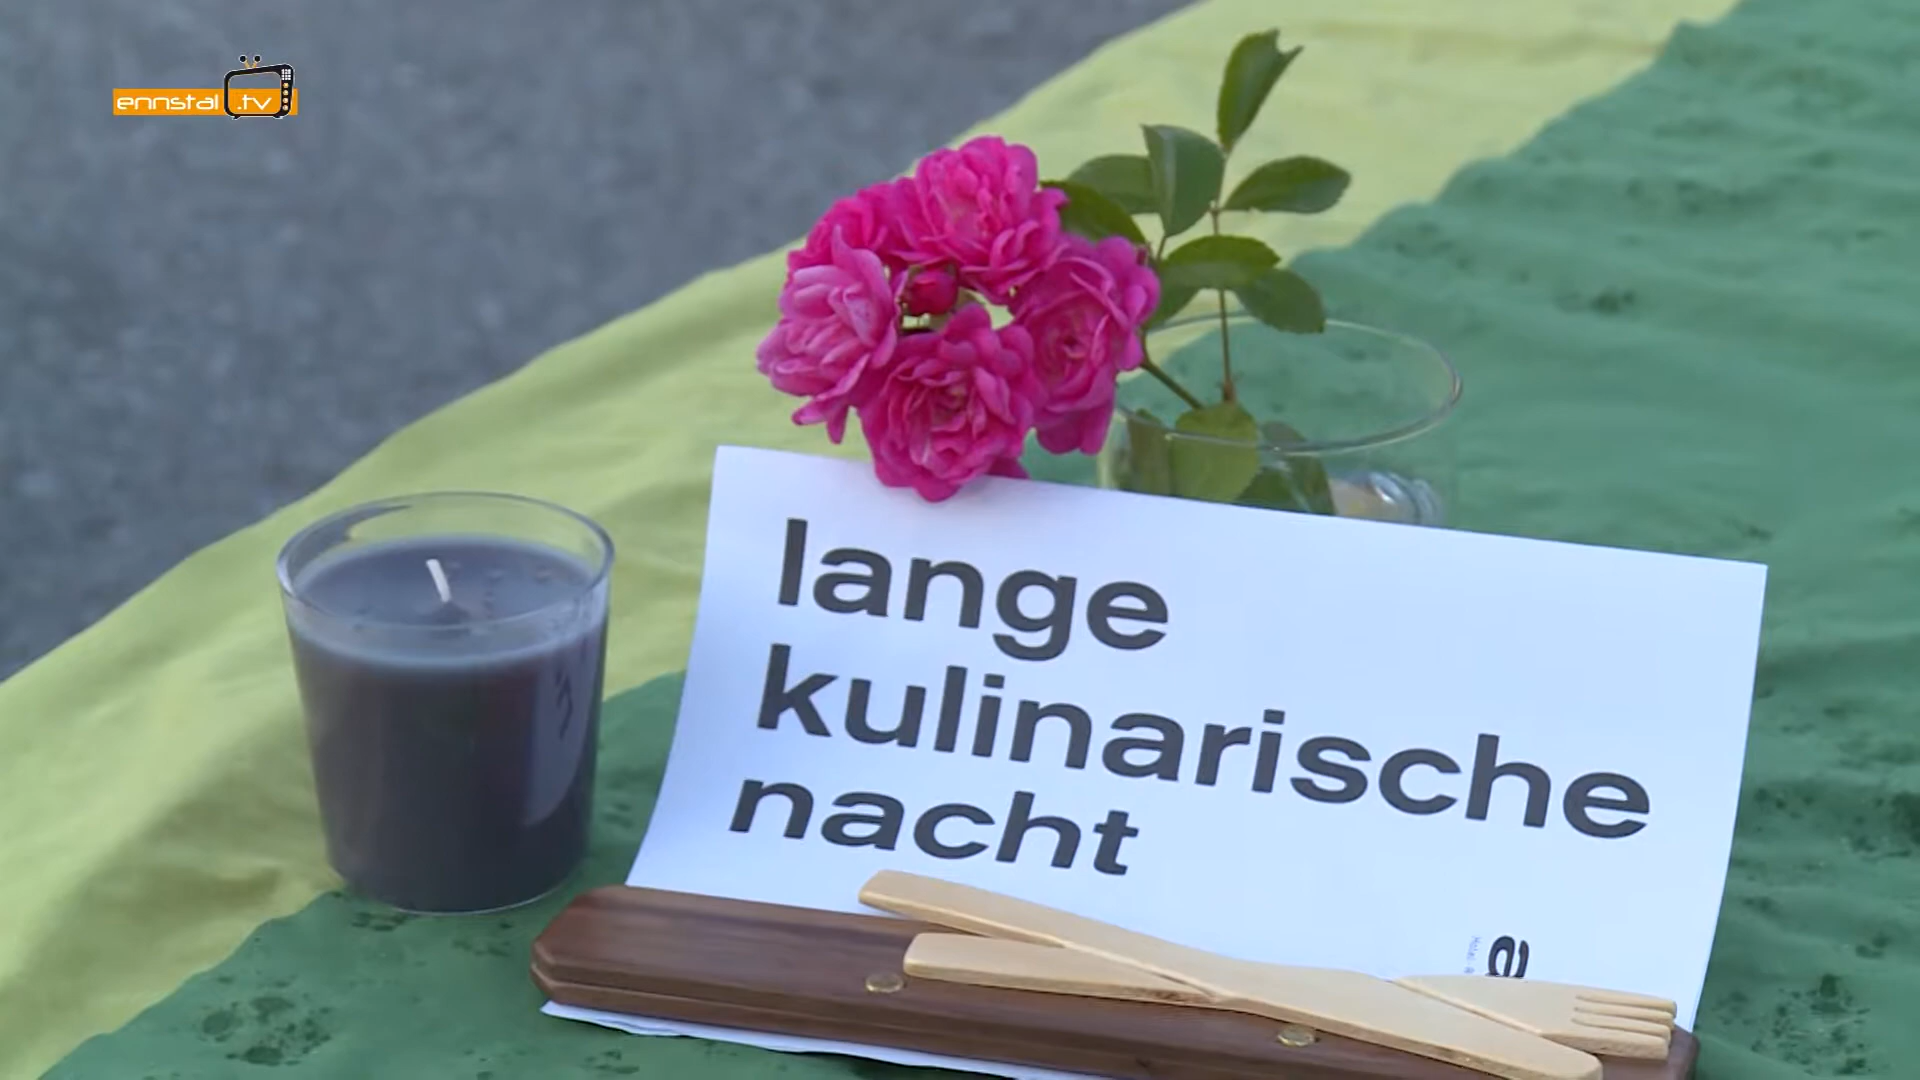 ennstal .tv
lange
kulinarische
nacht
a